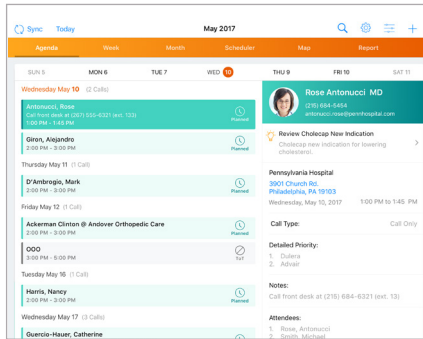 Sync Today May 2017
Agenda Week Month Scheduler Map Report
SUN 5 MON 6 TUE 7 WED 10 THU 9 FRI 10 SAT 11
Wednesday May 10 (2 Calls)
Antonucci, Rose
Call front desk at (267) 555-6321 (ext. 133)
1:00 PM - 1:45 PM
Planned
Giron, Alejandro
2:00 PM - 3:00 PM
Planned
Thursday May 11 (1 Call)
D'Ambrogio, Mark
2:00 PM - 3:00 PM
Planned
Friday May 12 (1 Call)
Ackerman Clinton @ Andover Orthopedic Care
2:00 PM - 3:00 PM
Planned
OOO
3:00 PM - 5:00 PM
ToT
Tuesday May 16 (1 Call)
Harris, Nancy
2:00 PM - 3:00 PM
Planned
Wednesday May 17 (3 Calls)
Guercio-Hauer, Catherine
Rose Antonucci MD
(215) 684-5454
antonucci.rose@pennhospital.com
Review Cholecap New Indication
Cholecap new indication for lowering
cholesterol.
Pennsylvania Hospital
3901 Church Rd.
Philadelphia, PA 19103
Wednesday, May 10, 2017 1:00 PM to 1:45 PM
Call Type: Call Only
Detailed Priority:
1. Dulera
2. Advair
Notes:
Call front desk at (215) 684-6321 (ext. 13)
Attendees:
1. Rose, Antonucci
2. Smith, Michael